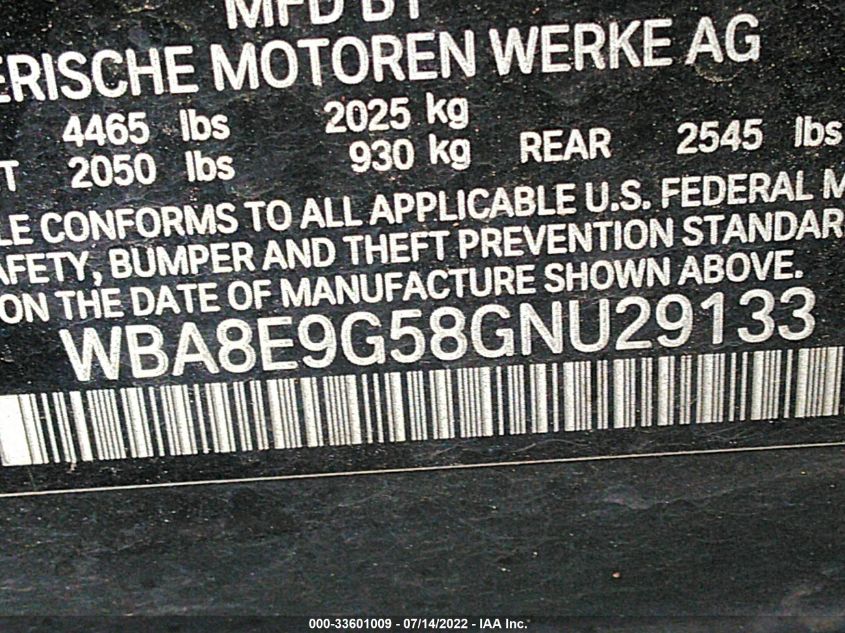 MFD BY
ERISCHE MOTOREN WERKE AG
4465 lbs 2025 kg
T 2050 lbs 930 kg REAR 2545 lbs
LE CONFORMS TO ALL APPLICABLE U.S. FEDERAL M
AFETY, BUMPER AND THEFT PREVENTION STANDAR
ON THE DATE OF MANUFACTURE SHOWN ABOVE.
WBA8E9G58GNU29133
000-33601009 - 07/14/2022 - IAA Inc.